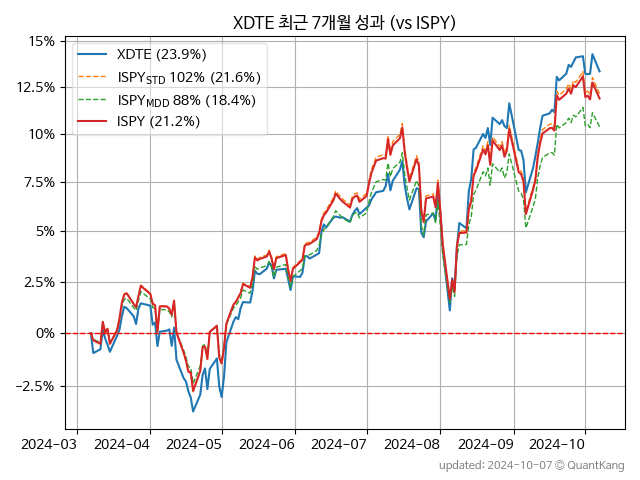 XDTE 최근 7개월 성과 (vs ISPY)
15%
12.5%
10%
7.5%
5%
2.5%
0%
−2.5%
XDTE (23.9%)
ISPYSTD 102% (21.6%)
ISPYMDD 88% (18.4%)
ISPY (21.2%)
2024-03 2024-04 2024-05 2024-06 2024-07 2024-08 2024-09 2024-10
updated: 2024-10-07 © QuantKang